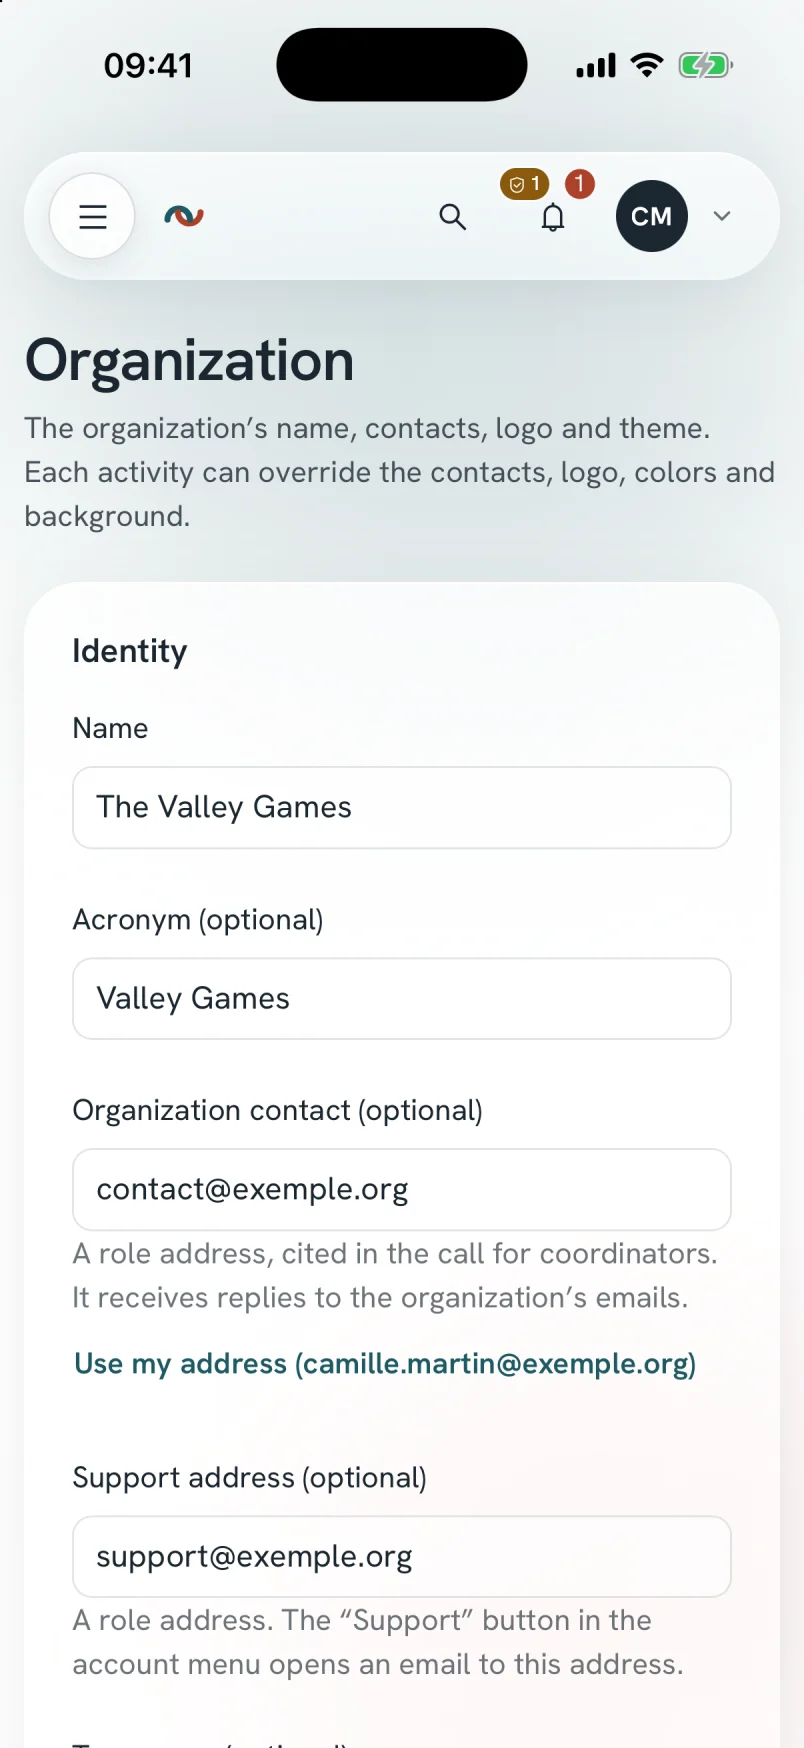 09:41
1
1
CM
Organization
The organization’s name, contacts, logo and theme.
Each activity can override the contacts, logo, colors and
background.
Identity
Name
The Valley Games
Acronym (optional)
Valley Games
Organization contact (optional)
contact@exemple.org
A role address, cited in the call for coordinators.
It receives replies to the organization’s emails.
Use my address (camille.martin@exemple.org)
Support address (optional)
support@exemple.org
A role address. The “Support” button in the
account menu opens an email to this address.